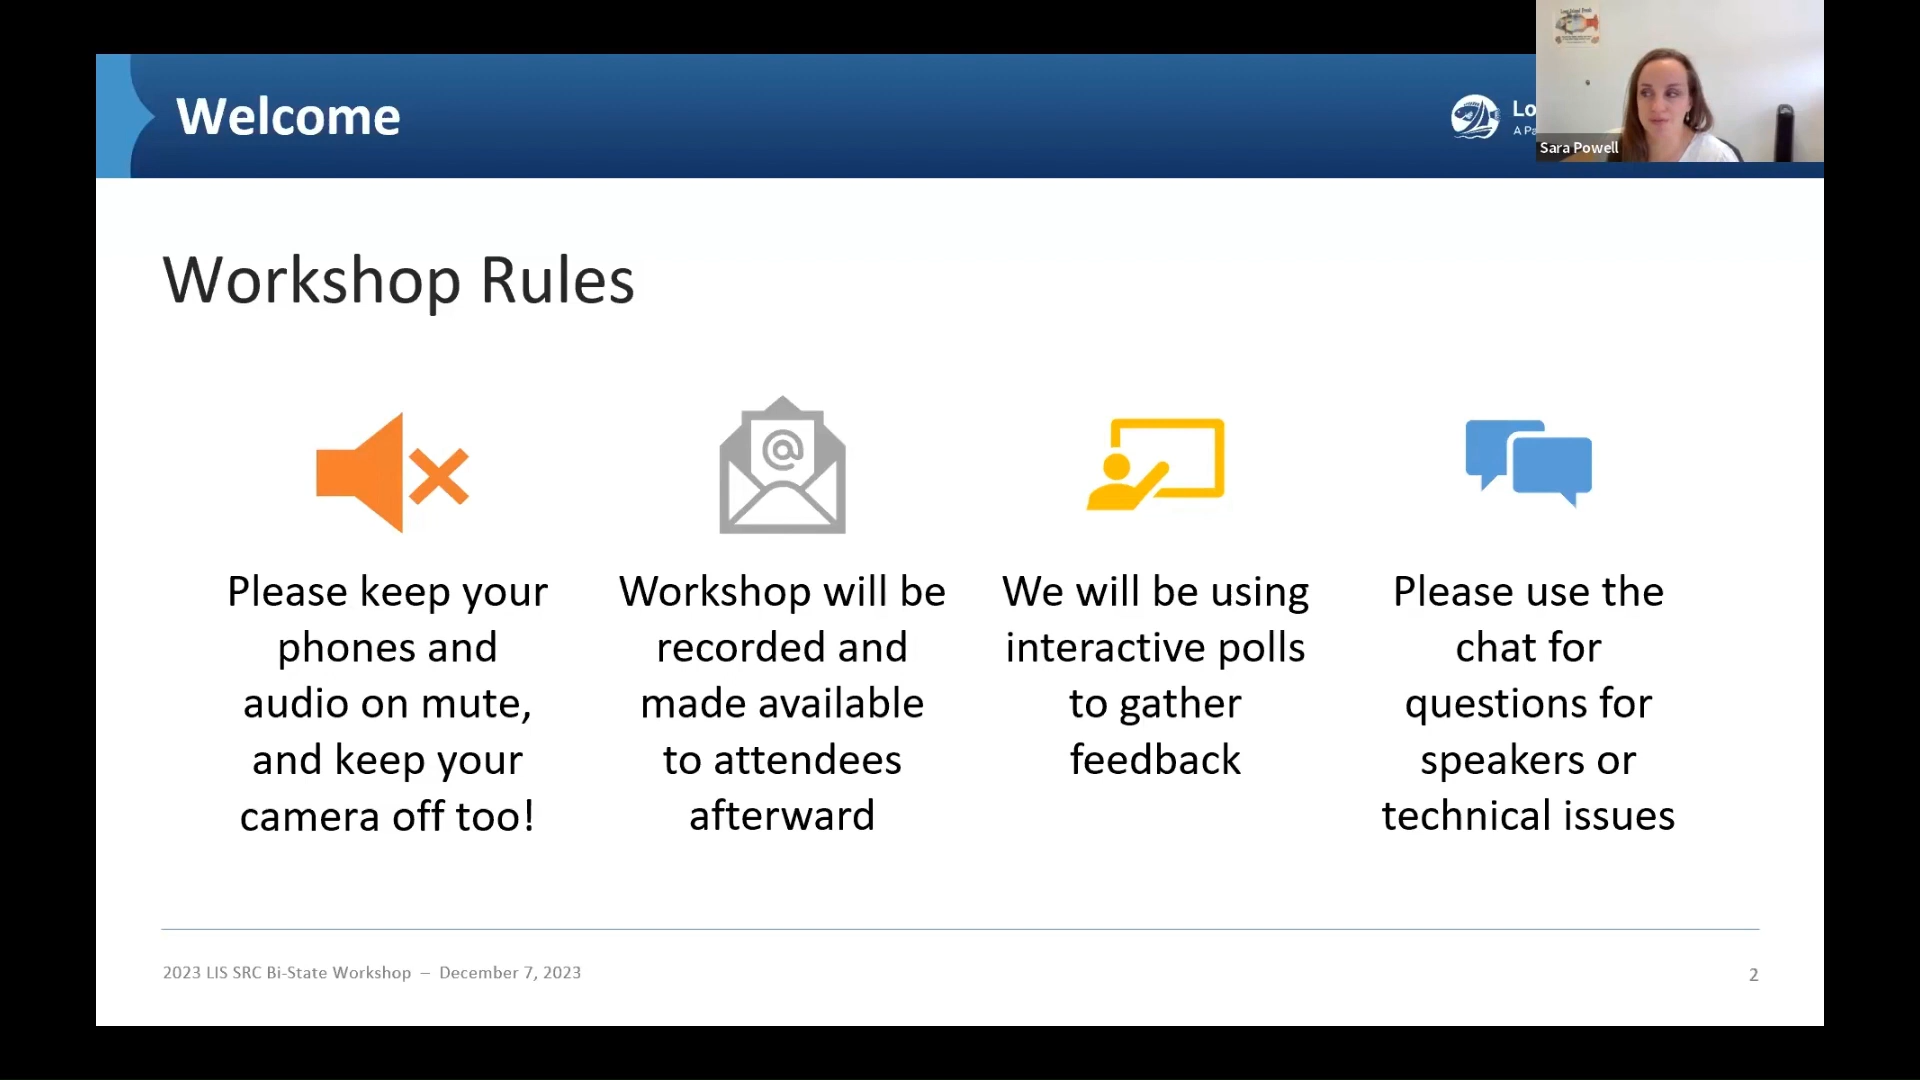 Welcome
Lo
A Pa
Sara Powell
Workshop Rules
@
Please keep your
phones and
audio on mute,
and keep your
camera off too!
Workshop will be
recorded and
made available
to attendees
afterward
We will be using
interactive polls
to gather
feedback
Please use the
chat for
questions for
speakers or
technical issues
2023 LIS SRC Bi-State Workshop – December 7, 2023
2